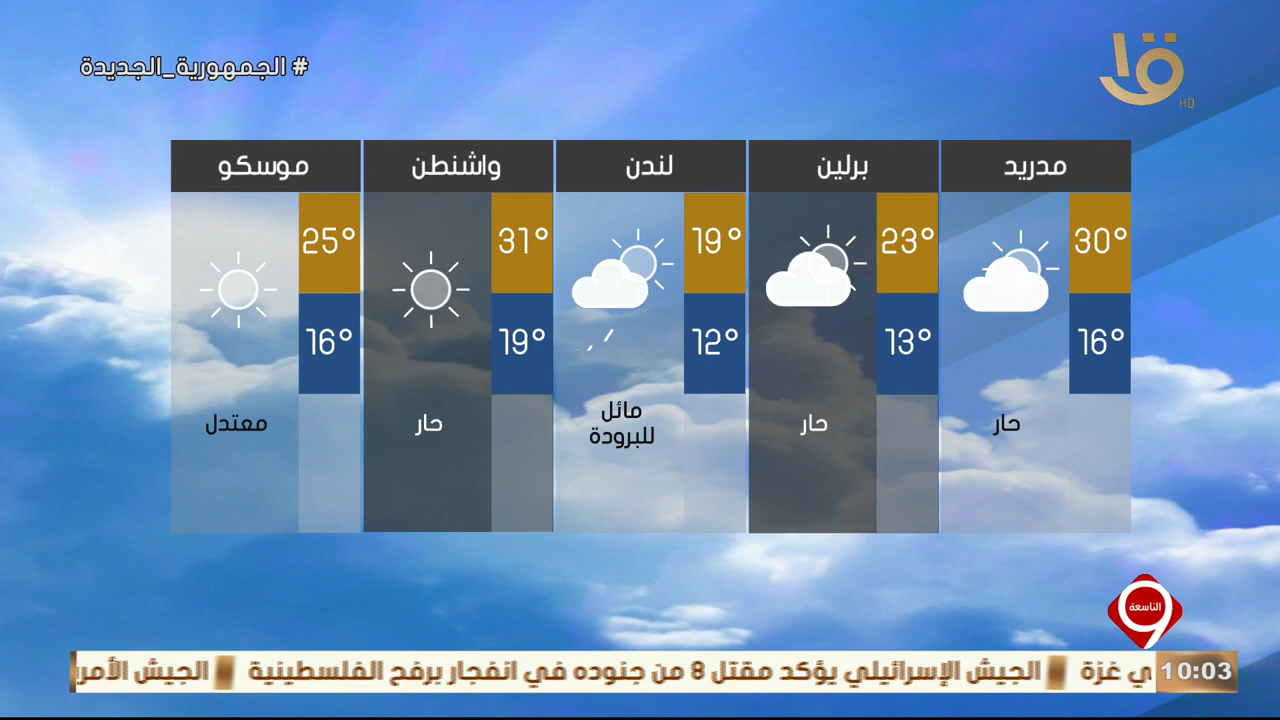 #الجمهورية_الجديدة
HD
مدريد
30°
16°
حار
برلين
23°
13°
حار
لندن
19°
12°
مائل
للبرودة
واشنطن
31°
19°
حار
موسكو
25°
16°
معتدل
التاسعة
9
10:03
ي غزة الجيش الإسرائيلي يؤكد مقتل 8 من جنوده في انفجار برفح الفلسطينية الجيش الأمر